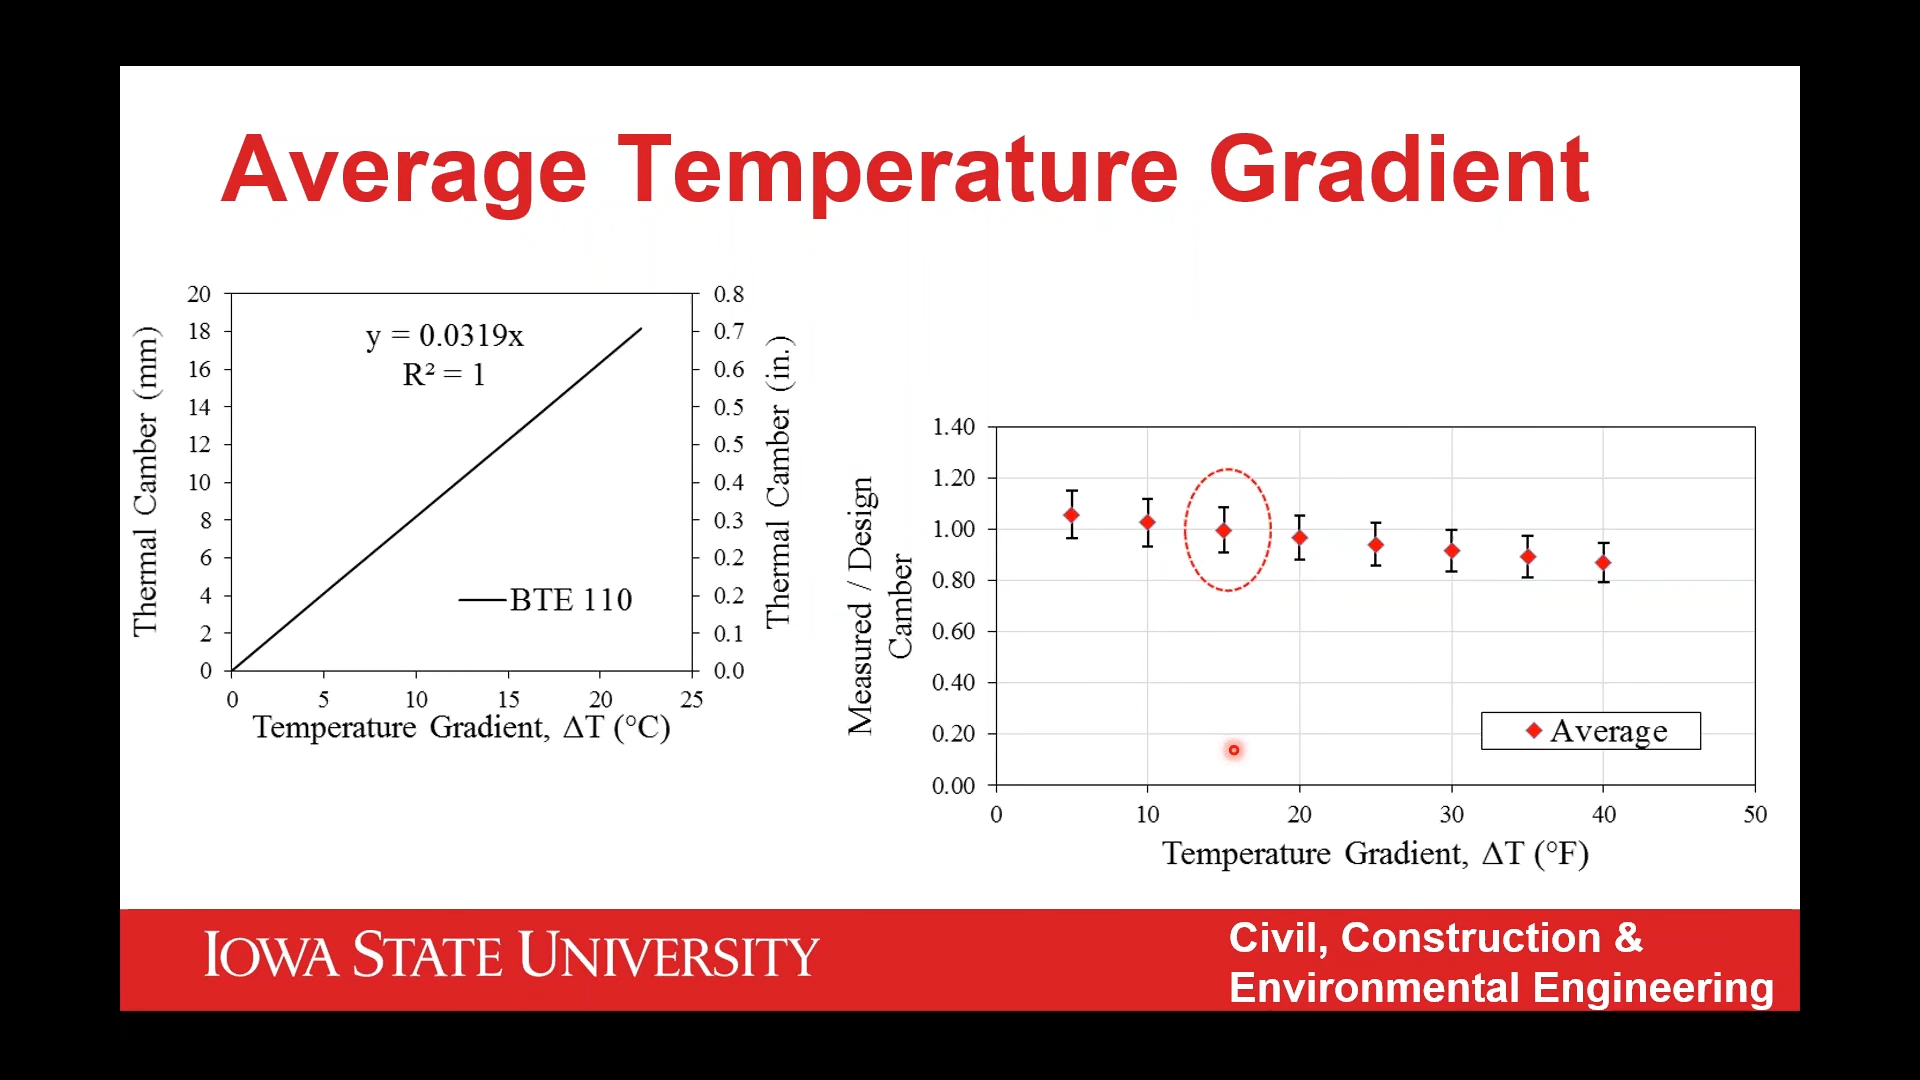 Average Temperature Gradient
20
18
16
14
12
10
8
6
4
2
0
Thermal Camber (mm)
y = 0.0319x
R² = 1
BTE 110
0.8
0.7
0.6
0.5
0.5
0.4
0.3
0.2
0.2
0.1
0.0
Thermal Camber (in.)
0 5 10 15 20 25
Temperature Gradient, ΔT (°C)
Measured / Design
Camber
1.40
1.20
1.00
0.80
0.60
0.40
0.20
0.00
Average
0 10 20 30 40 50
Temperature Gradient, ΔT (°F)
IOWA STATE UNIVERSITY
Civil, Construction &
Environmental Engineering